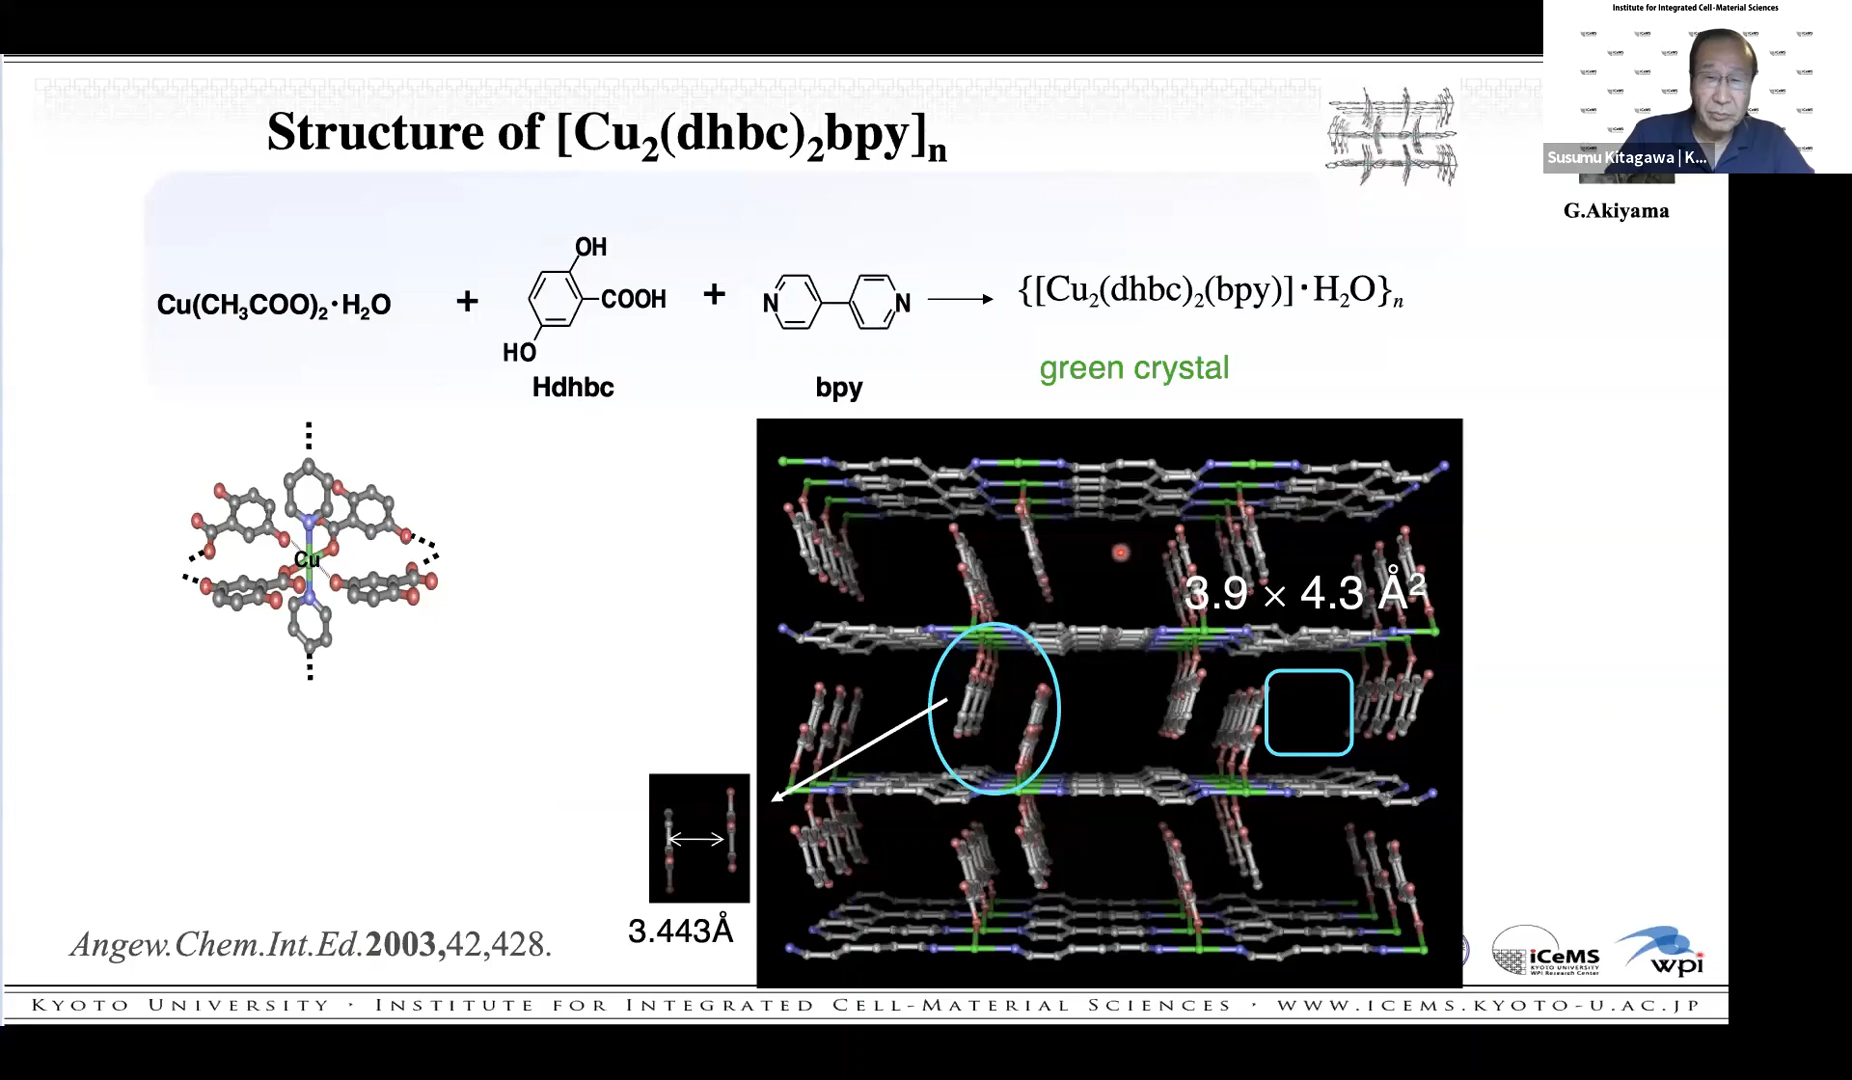 Institute for Integrated Cell-Material Sciences
Susumu Kitagawa | K...
G.Akiyama
Structure of [Cu2(dhbc)2bpy]n
Cu(CH3COO)2·H2O
+
OH
COOH
HO
Hdhbc
+
N
N
bpy
{[Cu2(dhbc)2(bpy)]·H2O}n
green crystal
Cu
3.9 × 4.3 Å2
3.443Å
Angew.Chem.Int.Ed.2003,42,428.
iCeMS
KYOTO UNIVERSITY
WPI Research Center
wpi
KYOTO UNIVERSITY · INSTITUTE FOR INTEGRATED CELL-MATERIAL SCIENCES · WWW.ICEMS.KYOTO-U.AC.JP